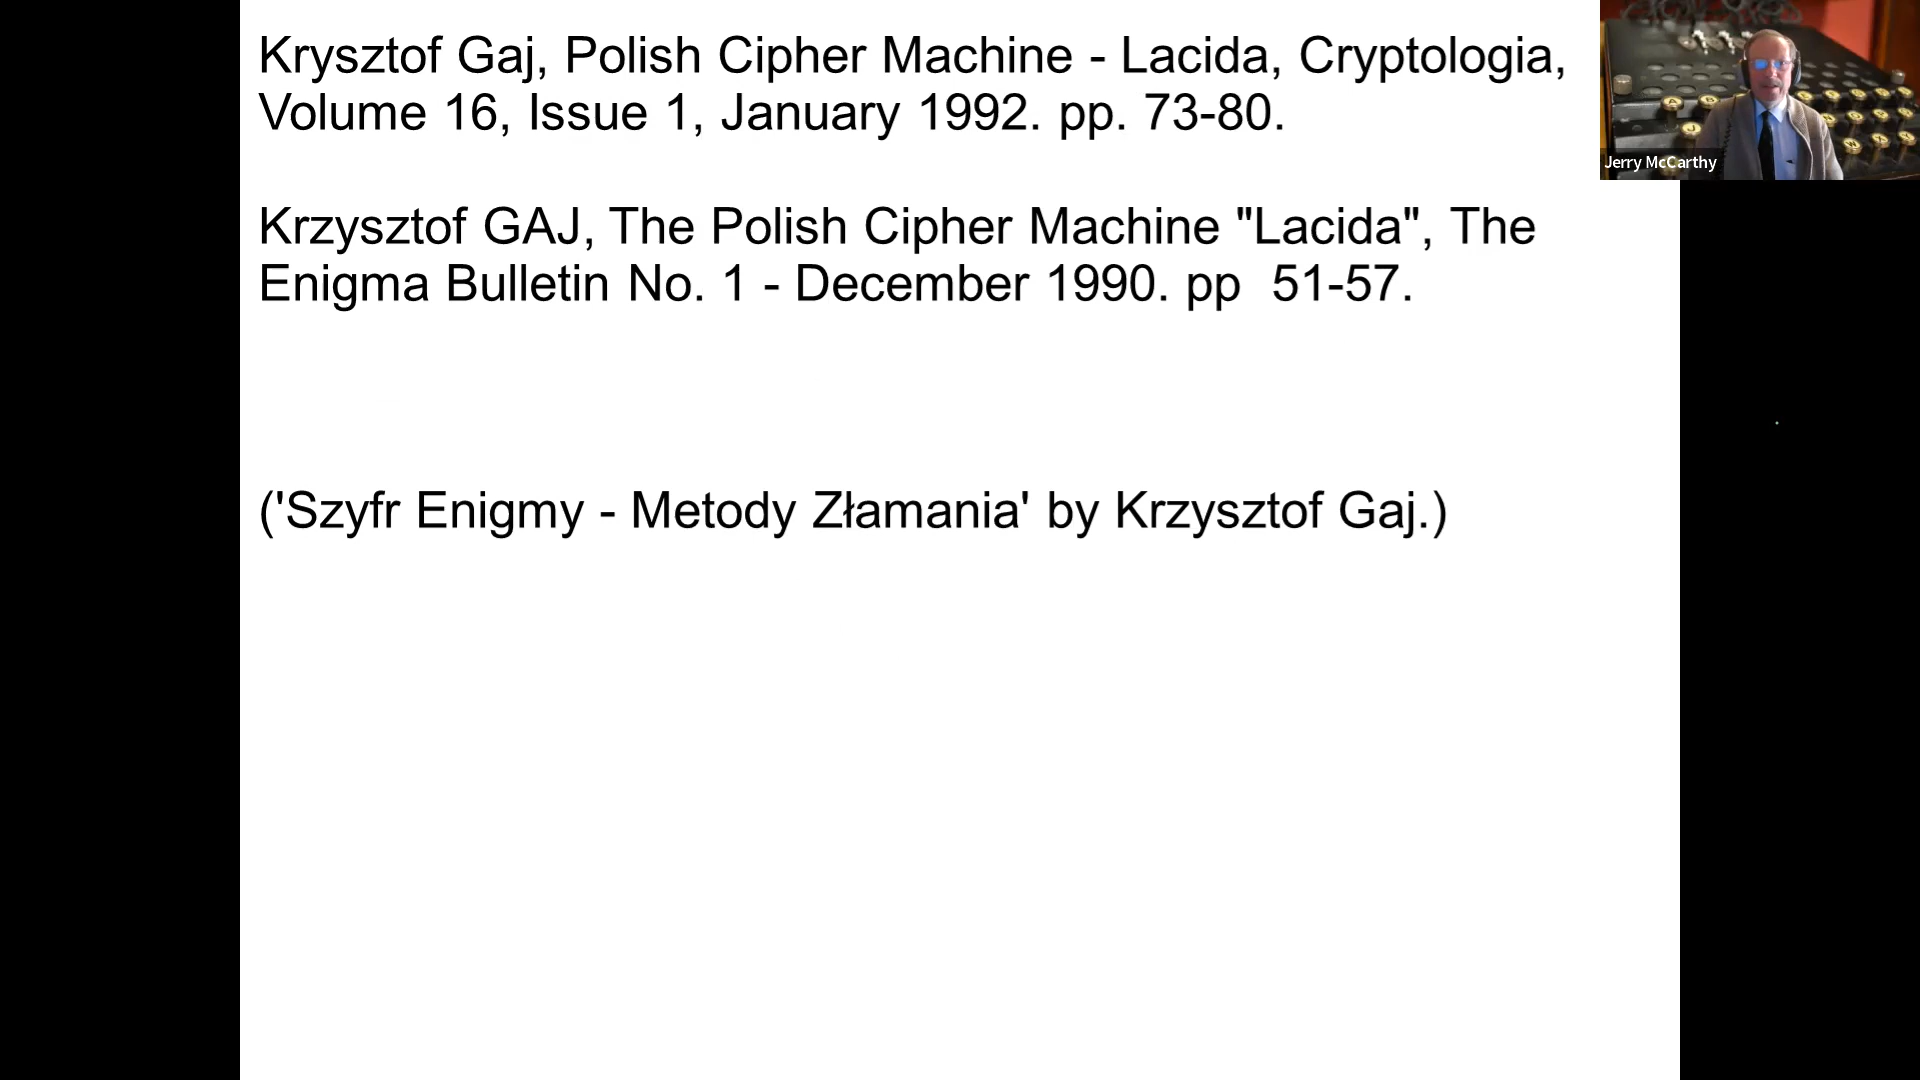 Krysztof Gaj, Polish Cipher Machine - Lacida, Cryptologia,
Volume 16, Issue 1, January 1992. pp. 73-80.
Krzysztof GAJ, The Polish Cipher Machine "Lacida", The
Enigma Bulletin No. 1 - December 1990. pp  51-57.
('Szyfr Enigmy - Metody Złamania' by Krzysztof Gaj.)
Jerry McCarthy